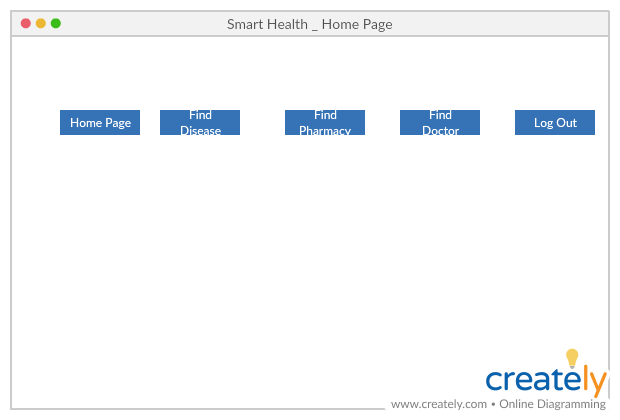 Smart Health _ Home Page
Home Page
Find
Disease
Find
Pharmacy
Find
Doctor
Log Out
creately
www.creately.com • Online Diagramming